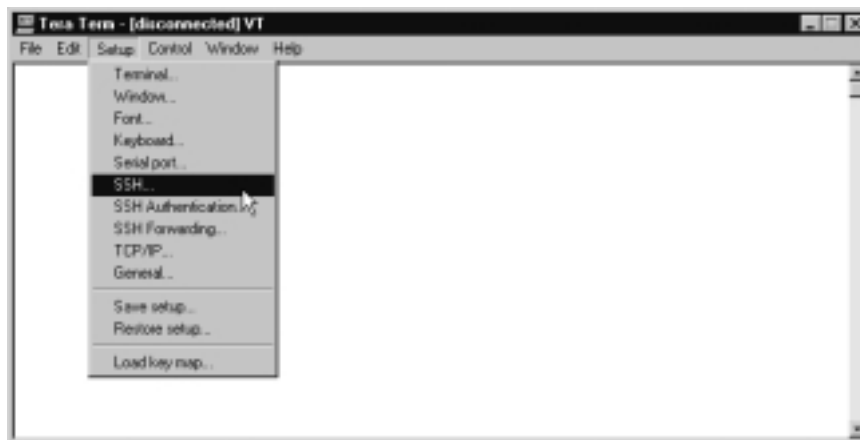 Tera Term - [disconnected] VT
File Edit Setup Control Window Help
Terminal...
Window...
Font...
Keyboard...
Serial port...
SSH...
SSH Authentication...
SSH Forwarding...
TCP/IP...
General...
Save setup...
Restore setup...
Load key map...